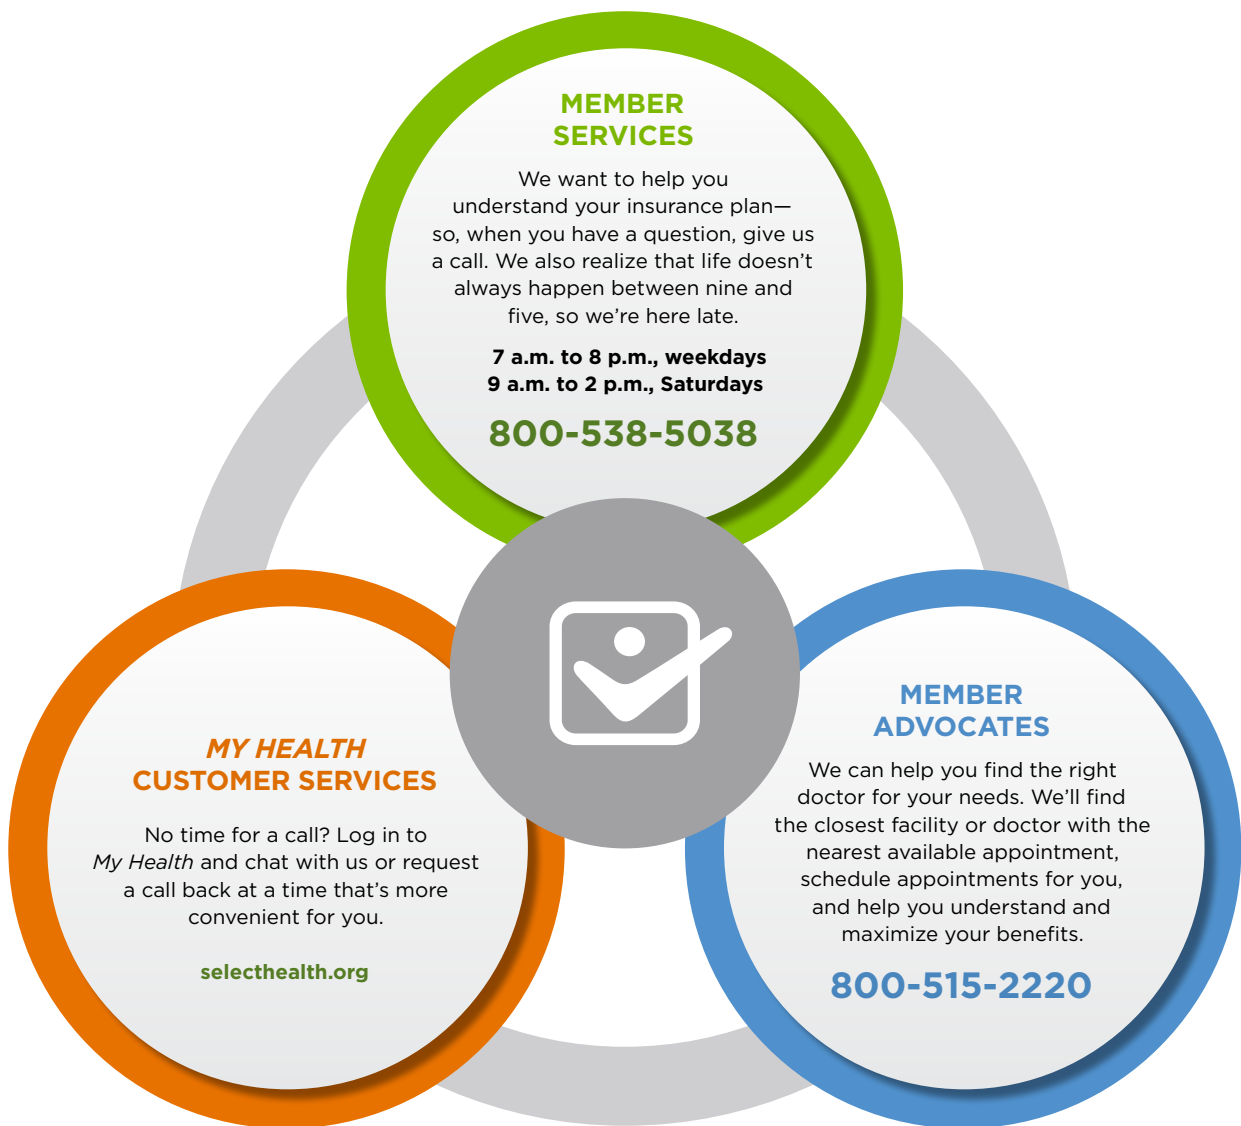 MEMBER
SERVICES
We want to help you
understand your insurance plan—
so, when you have a question, give us
a call. We also realize that life doesn’t
always happen between nine and
five, so we’re here late.
7 a.m. to 8 p.m., weekdays
9 a.m. to 2 p.m., Saturdays
800-538-5038
MY HEALTH
CUSTOMER SERVICES
No time for a call? Log in to
My Health and chat with us or request
a call back at a time that’s more
convenient for you.
selecthealth.org
MEMBER
ADVOCATES
We can help you find the right
doctor for your needs. We’ll find
the closest facility or doctor with the
nearest available appointment,
schedule appointments for you,
and help you understand and
maximize your benefits.
800-515-2220